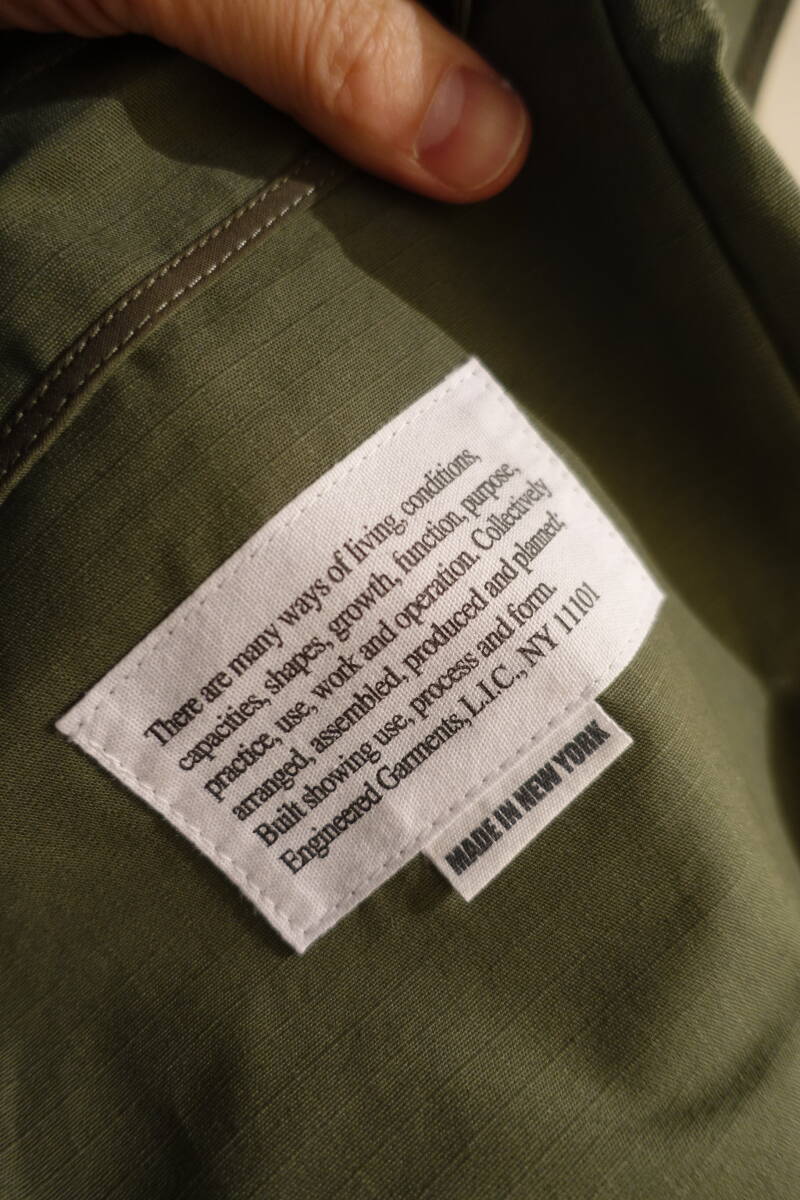 There are many ways of living, conditions,
capacities, shapes, growth, function, purpose,
practice, use, work and operation. Collectively
arranged, assembled, produced and planned;
Built showing use, process and form.
Engineered Garments, L.I.C., NY 11101
MADE IN NEW YORK